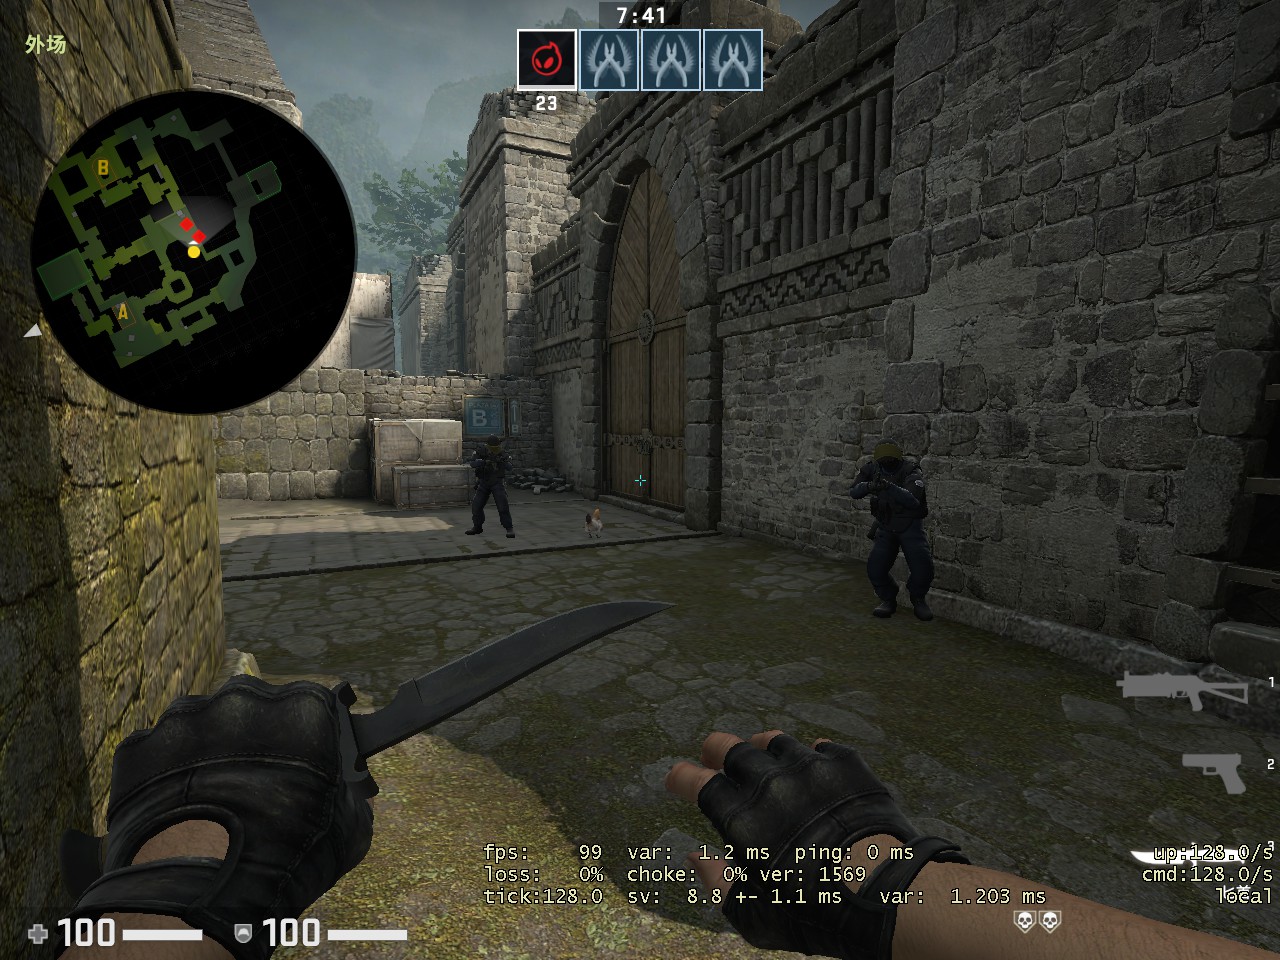 7:41
外场
23
B
A
B
1
2
3
fps: 99 var: 1.2 ms ping: 0 ms
loss: 0% choke: 0% ver: 1569
tick:128.0 sv: 8.8 +- 1.1 ms var: 1.203 ms
up:128.0/s
cmd:128.0/s
local
100
100